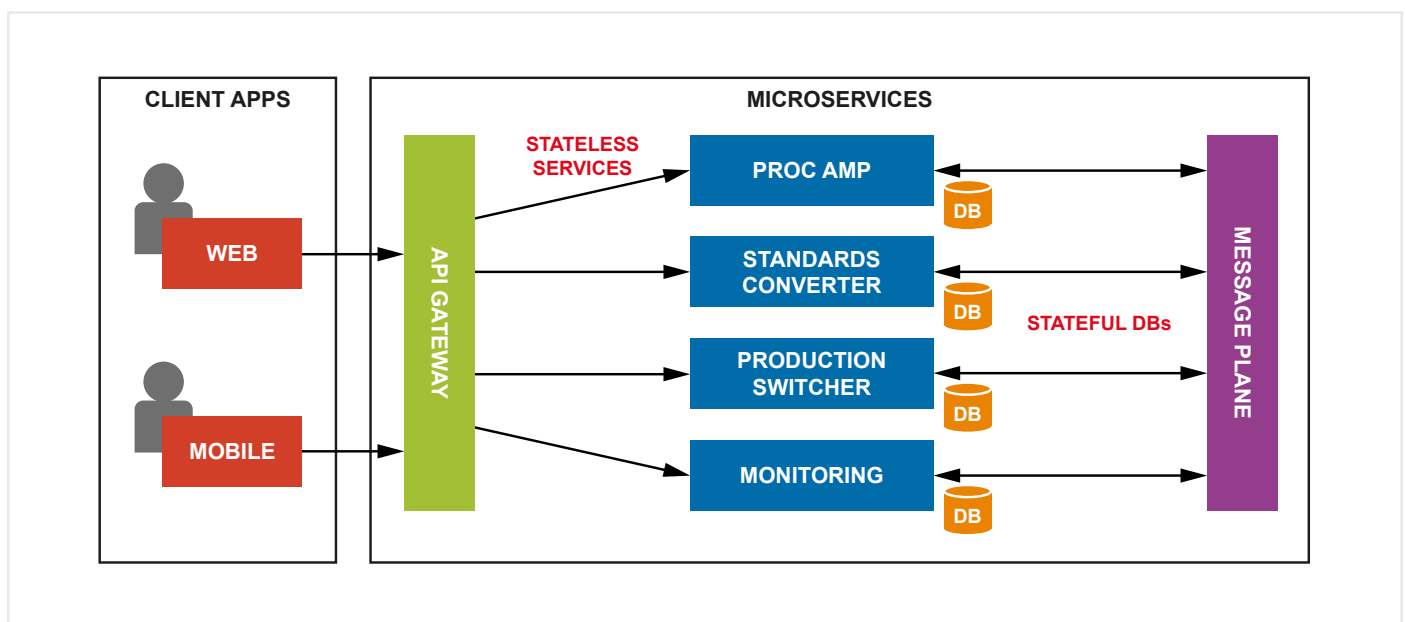 CLIENT APPS
MICROSERVICES
WEB
MOBILE
API GATEWAY
STATELESS
SERVICES
PROC AMP
DB
STANDARDS
CONVERTER
DB
STATEFUL DBs
PRODUCTION
SWITCHER
DB
MONITORING
DB
MESSAGE PLANE